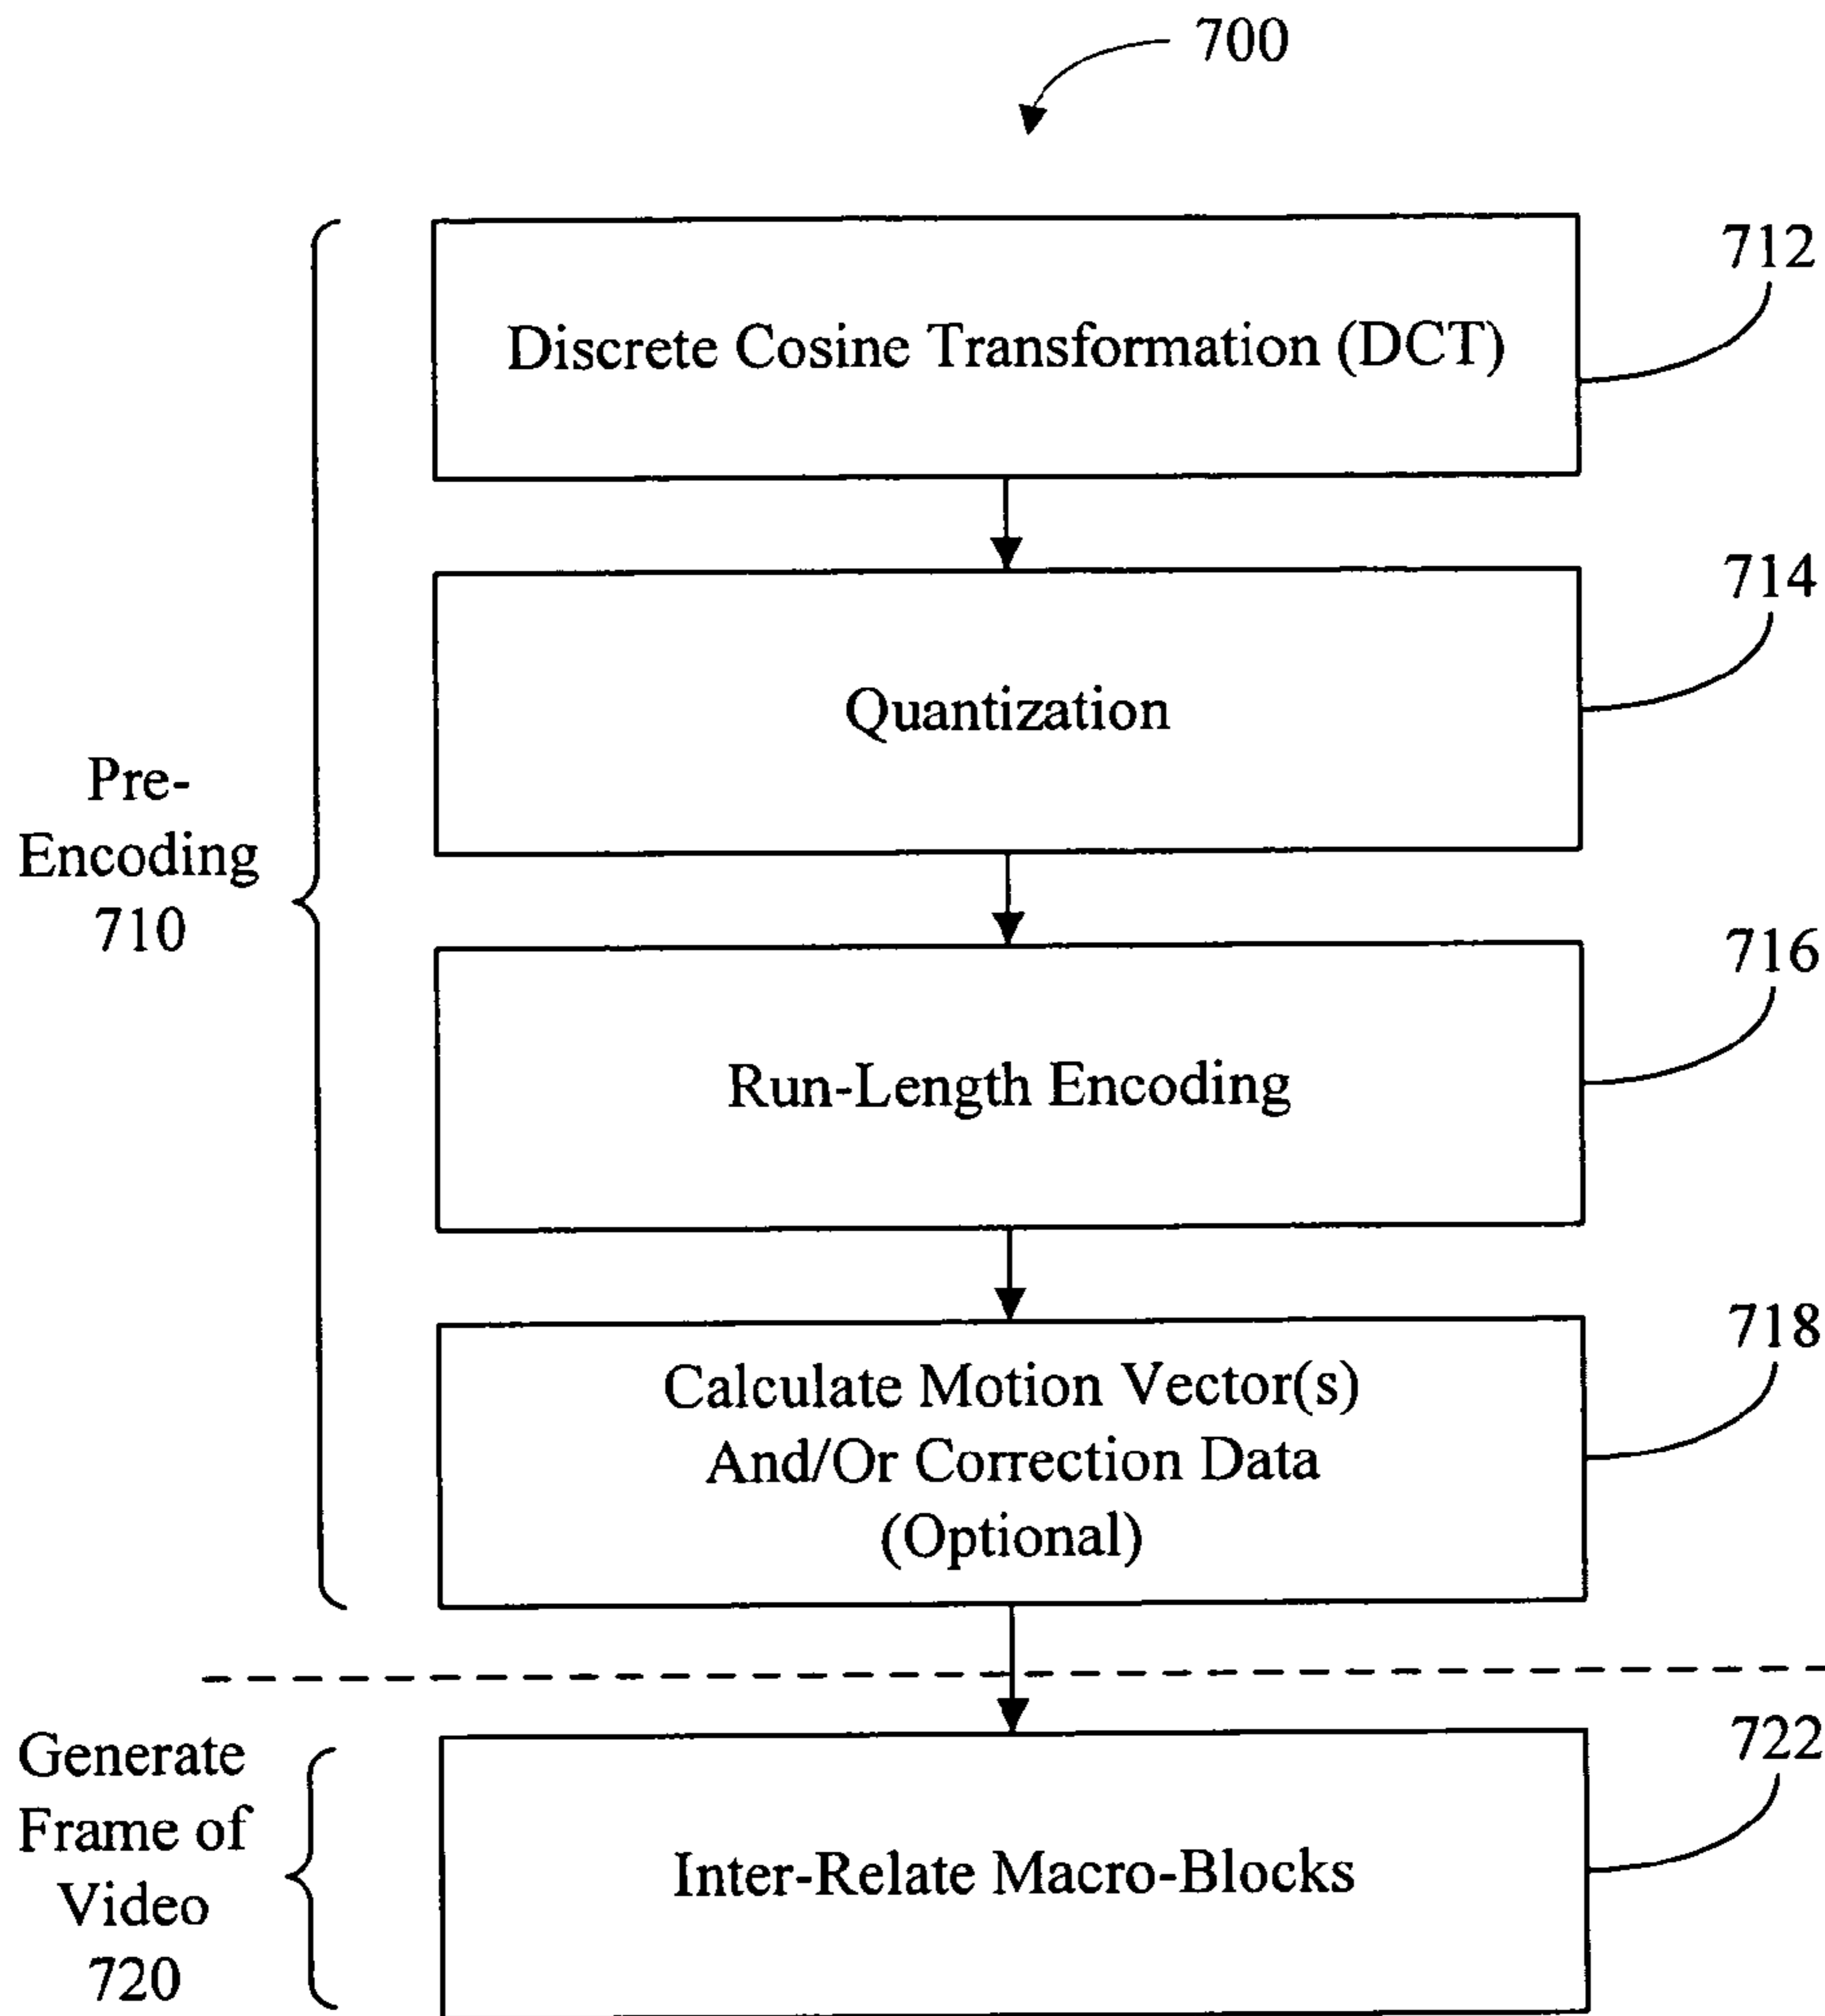 700
Discrete Cosine Transformation (DCT)
712
Quantization
714
Pre-
Encoding
710
Run-Length Encoding
716
Calculate Motion Vector(s)
And/Or Correction Data
(Optional)
718
Generate
Frame of
Video
720
Inter-Relate Macro-Blocks
722